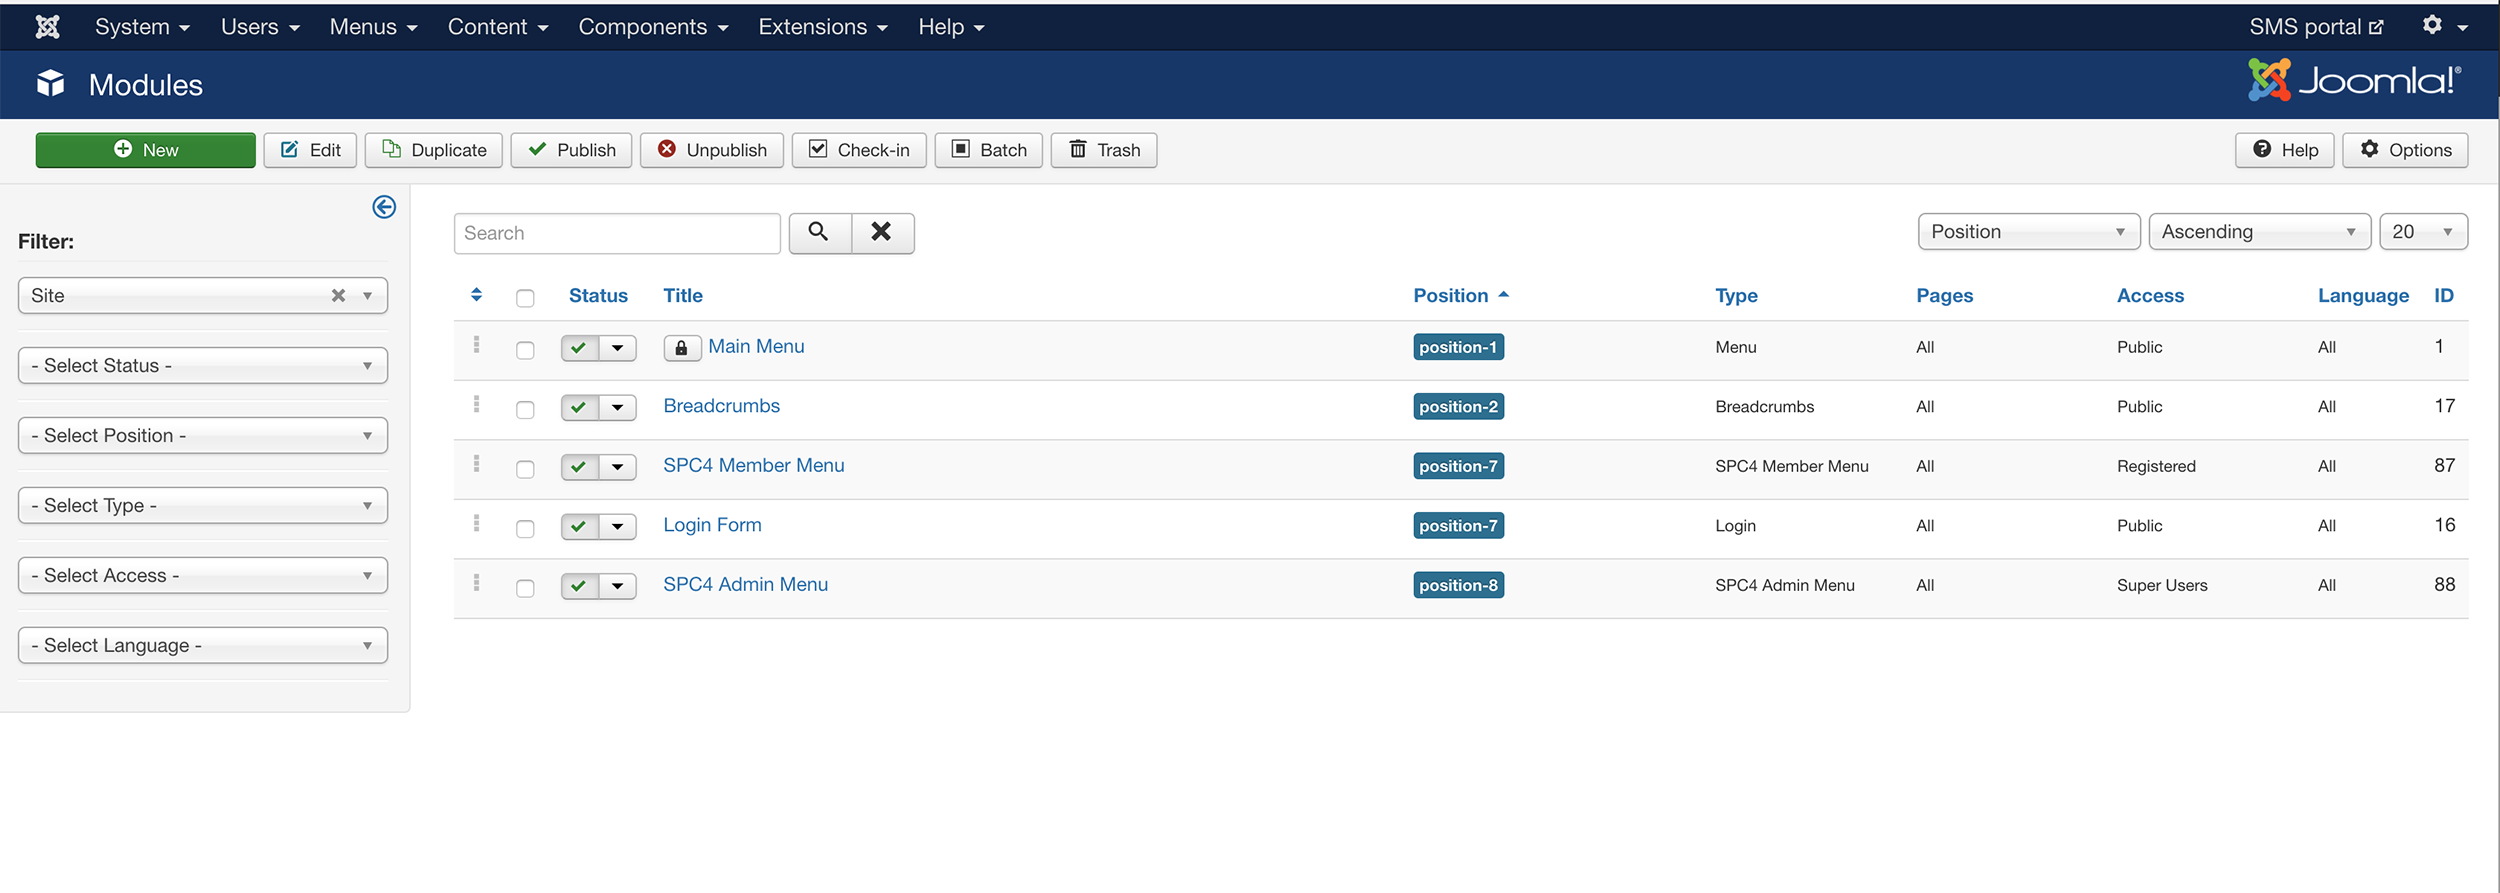 System Users Menus Content Components Extensions Help SMS portal
Modules Joomla!®
New Edit Duplicate Publish Unpublish Check-in Batch Trash Help Options
Filter:
Site
- Select Status -
- Select Position -
- Select Type -
- Select Access -
- Select Language -
Search Position Ascending 20
Status Title Position Type Pages Access Language ID
Main Menu position-1 Menu All Public All 1
Breadcrumbs position-2 Breadcrumbs All Public All 17
SPC4 Member Menu position-7 SPC4 Member Menu All Registered All 87
Login Form position-7 Login All Public All 16
SPC4 Admin Menu position-8 SPC4 Admin Menu All Super Users All 88